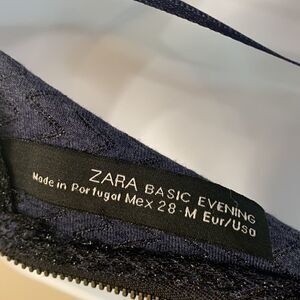 ZARA BASIC EVENING
Made in Portugal Mex 28-M Eur/Usa